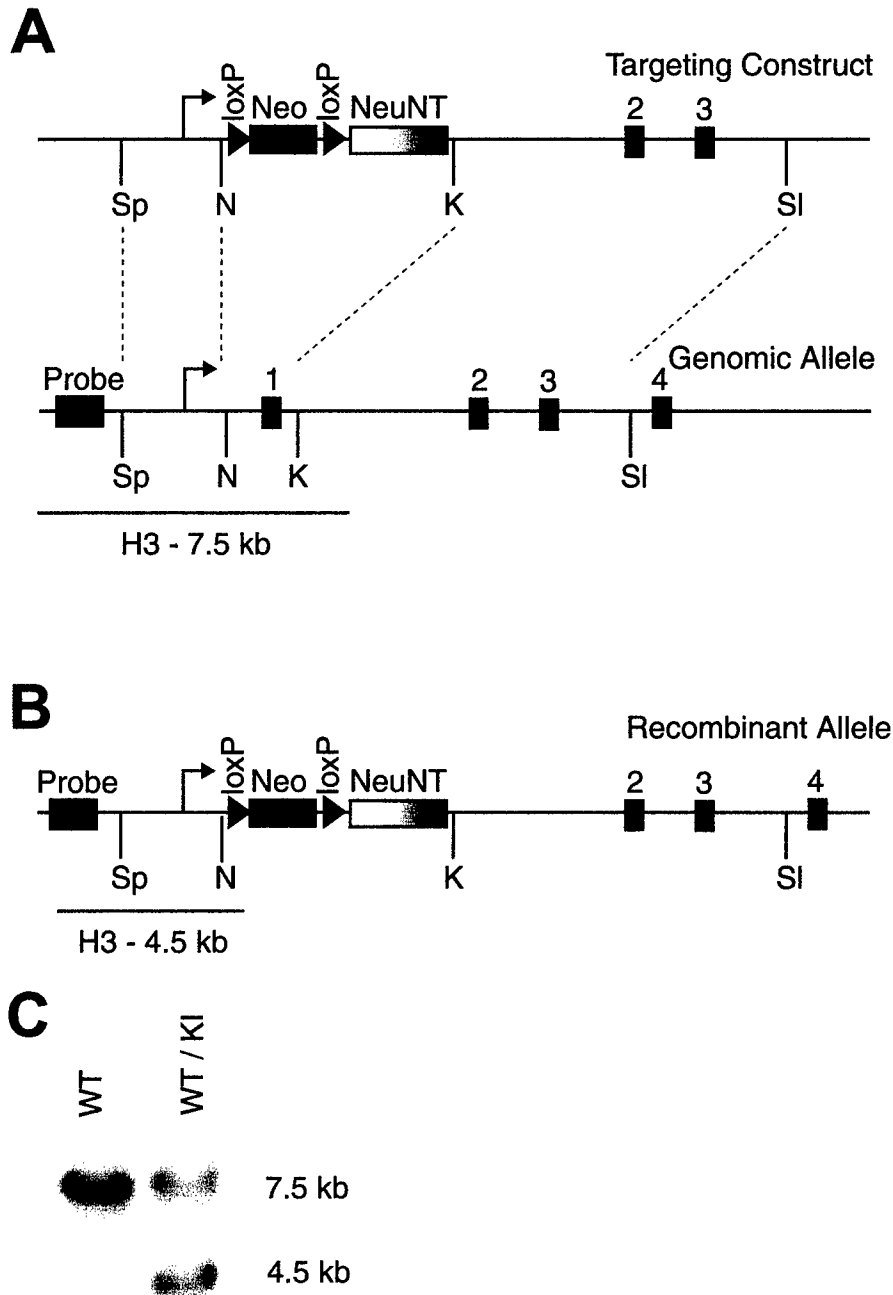 A
Targeting Construct
loxP
Neo
loxP
NeuNT
2
3
Sp
N
K
Sl
Genomic Allele
Probe
1
2
3
4
Sp
N
K
Sl
H3 - 7.5 kb
B
Recombinant Allele
Probe
loxP
Neo
loxP
NeuNT
2
3
4
Sp
N
K
Sl
H3 - 4.5 kb
C
WT
WT / KI
7.5 kb
4.5 kb